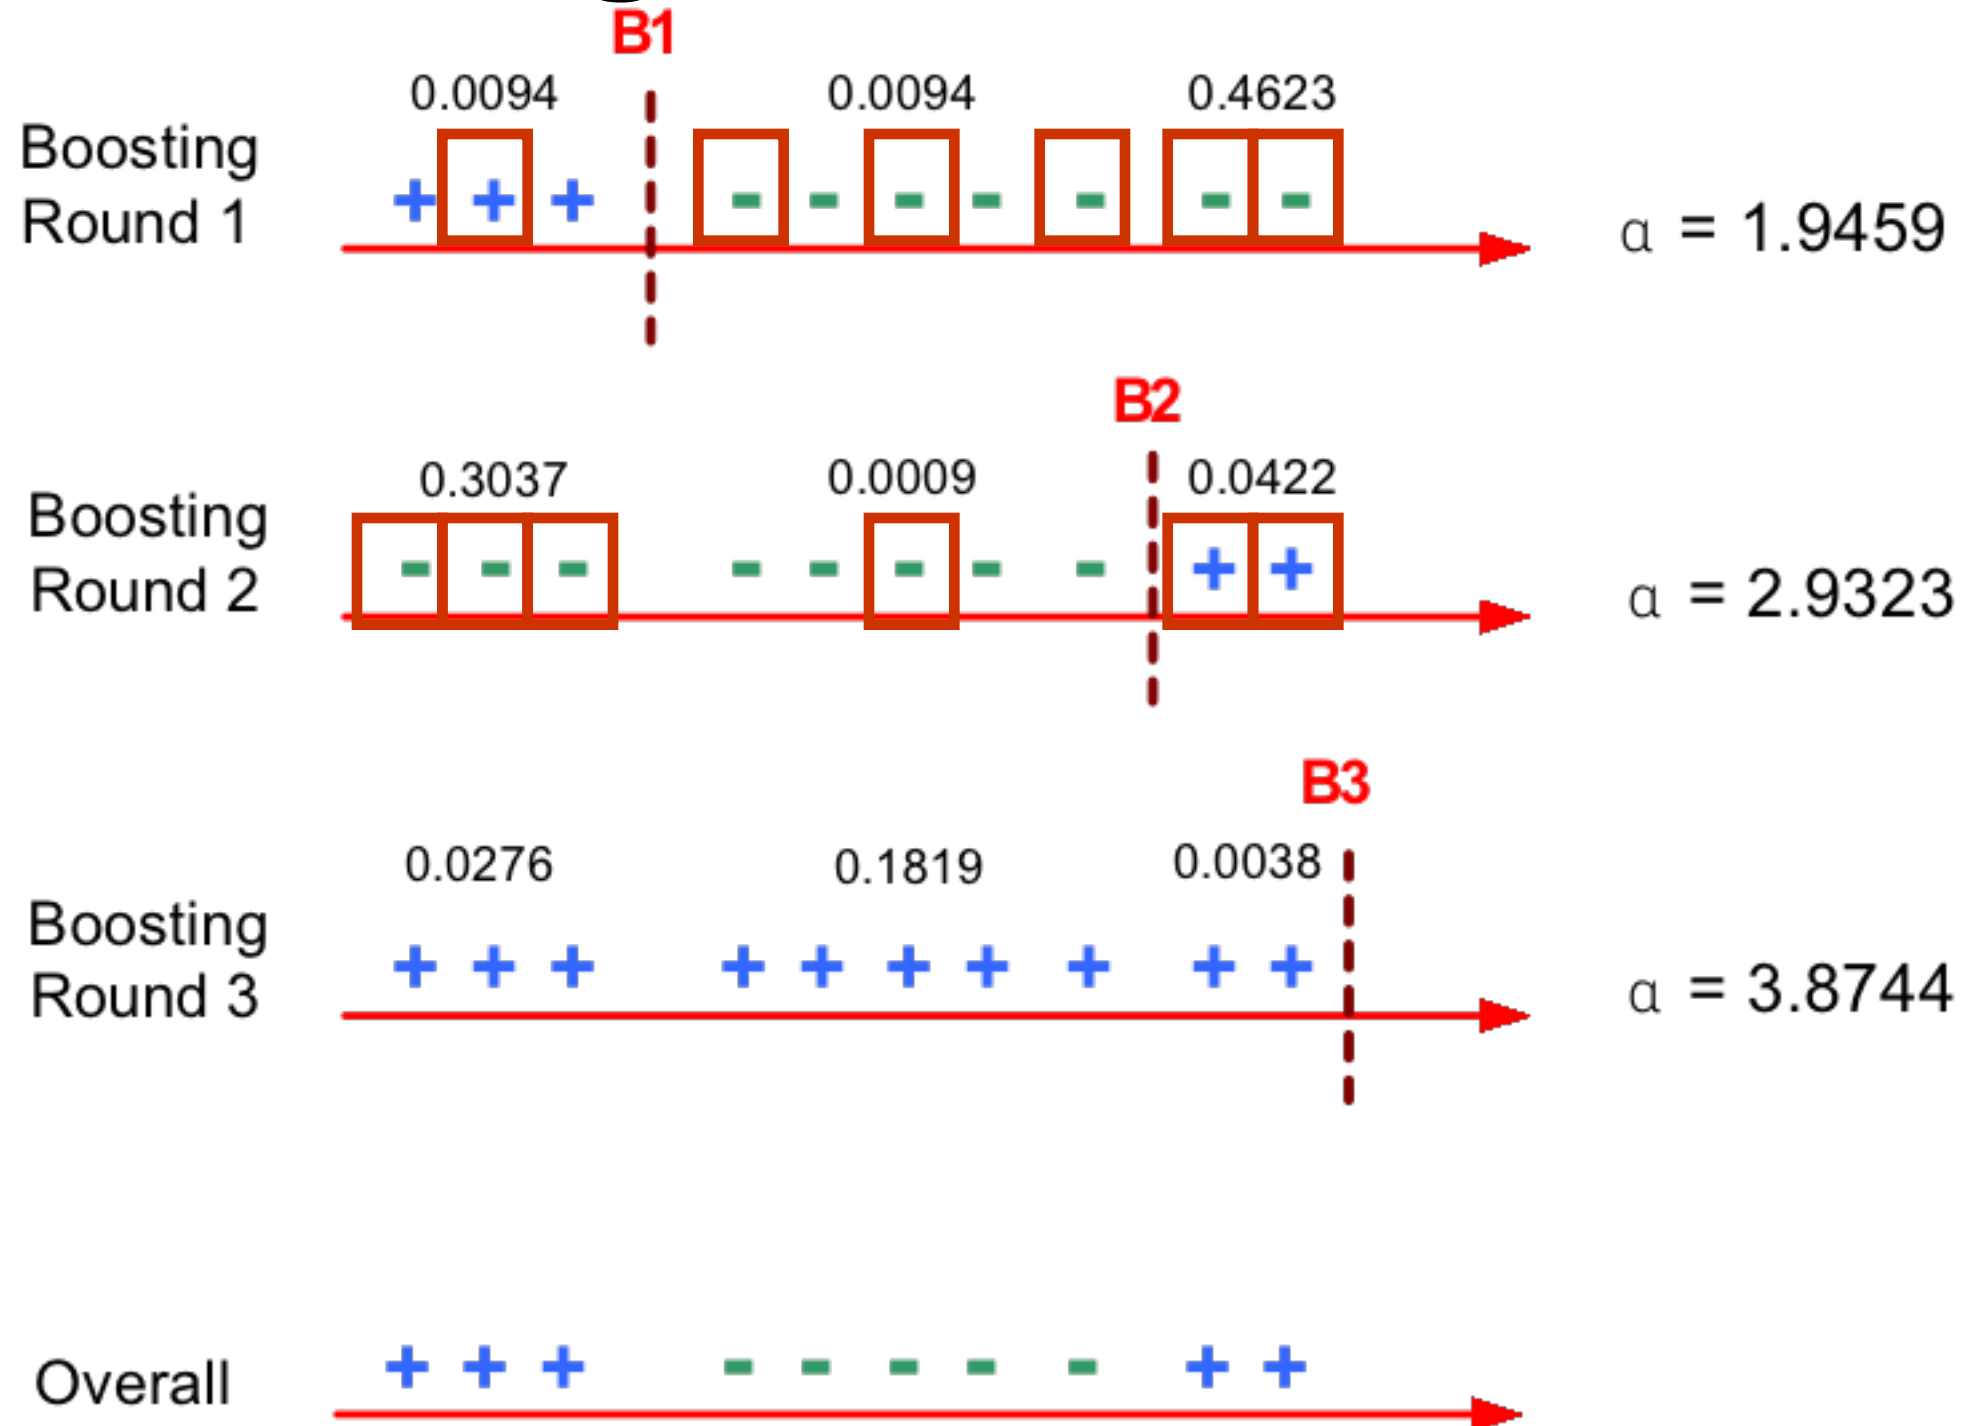 B1
0.0094 0.0094 0.4623
Boosting
Round 1
+ + + - - - - - - -
α = 1.9459
B2
0.3037 0.0009 0.0422
Boosting
Round 2
- - - - - - - - + +
α = 2.9323
B3
0.0276 0.1819 0.0038
Boosting
Round 3
+ + + + + + + + + +
α = 3.8744
Overall
+ + + - - - - - + +